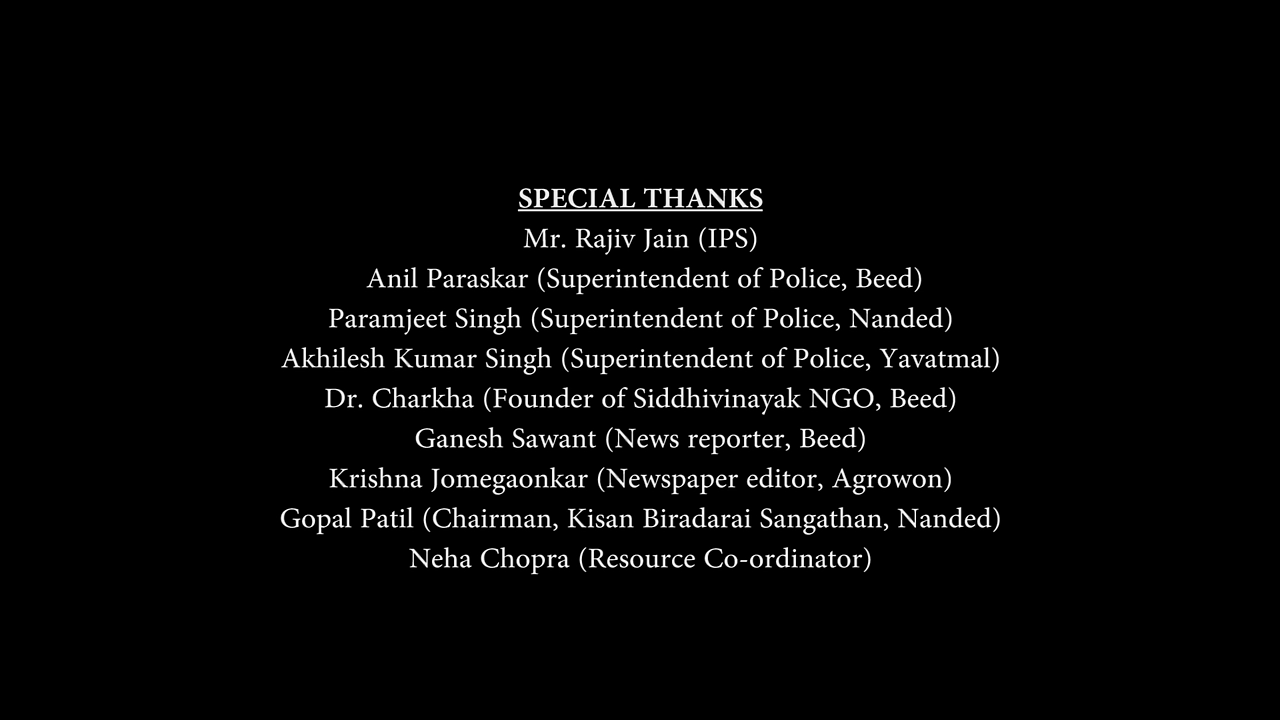 SPECIAL THANKS
Mr. Rajiv Jain (IPS)
Anil Paraskar (Superintendent of Police, Beed)
Paramjeet Singh (Superintendent of Police, Nanded)
Akhilesh Kumar Singh (Superintendent of Police, Yavatmal)
Dr. Charkha (Founder of Siddhivinayak NGO, Beed)
Ganesh Sawant (News reporter, Beed)
Krishna Jomegaonkar (Newspaper editor, Agrowon)
Gopal Patil (Chairman, Kisan Biradarai Sangathan, Nanded)
Neha Chopra (Resource Co-ordinator)